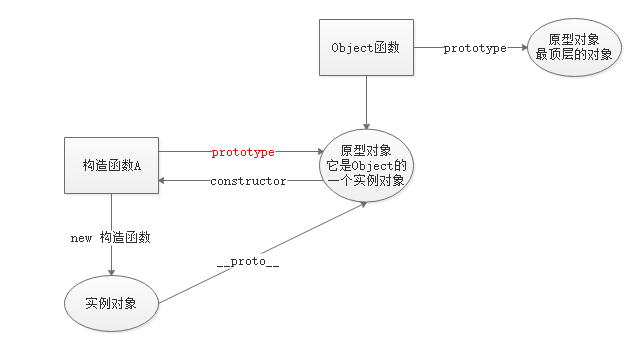 Object函数
prototype
原型对象
最顶层的对象
构造函数A
prototype
constructor
原型对象
它是Object的
一个实例对象
new 构造函数
__proto__
实例对象